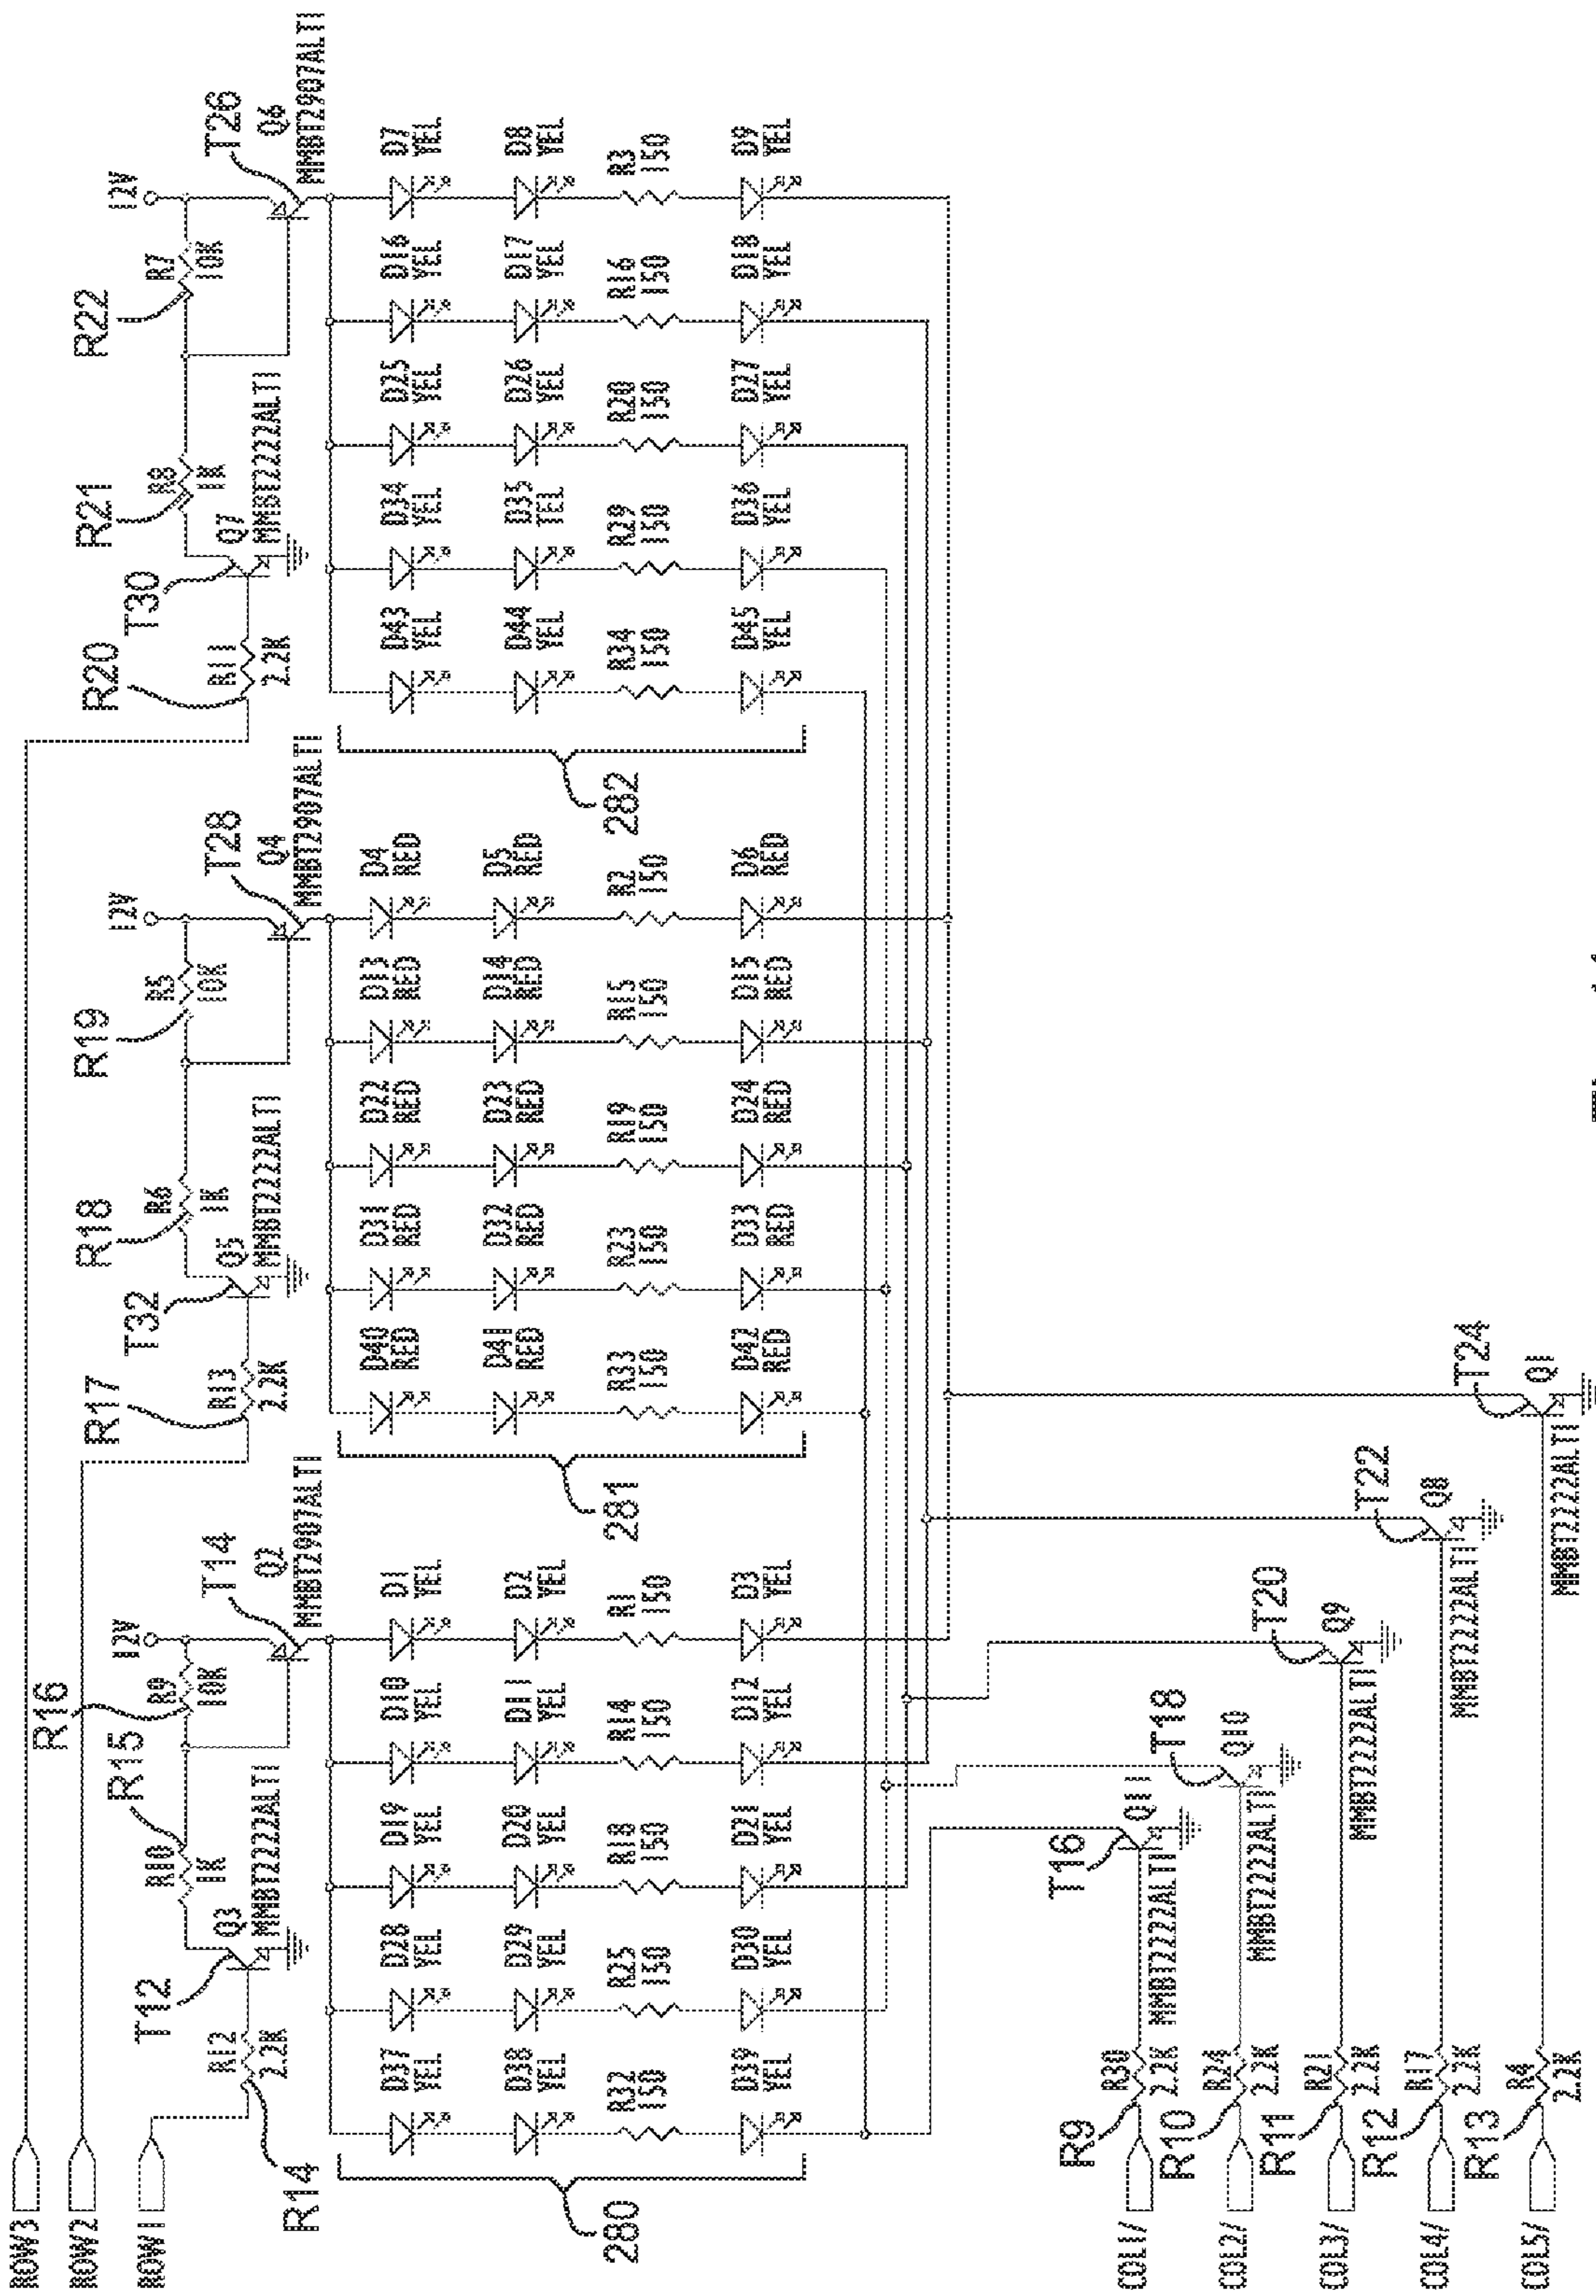 ROW3
ROW2
ROW1
R14
R12
2.2K
T12
Q3
MMBT2222ALT1
R15
R10
1K
R16
R9
10K
12V
T14
Q2
MMBT2907ALT1
R17
R13
2.2K
T32
Q5
MMBT2222ALT1
R18
R6
1K
R19
R5
10K
12V
T28
Q4
MMBT2907ALT1
R20
R11
2.2K
T30
Q7
MMBT2222ALT1
R21
R8
1K
R22
R7
10K
12V
T26
Q6
MMBT2907ALT1
280
D37 YEL
D28 YEL
D19 YEL
D10 YEL
D1 YEL
D38 YEL
D29 YEL
D20 YEL
D11 YEL
D2 YEL
R32 150
R25 150
R18 150
R14 150
R1 150
D39 YEL
D30 YEL
D21 YEL
D12 YEL
D3 YEL
281
D40 RED
D31 RED
D22 RED
D13 RED
D4 RED
D41 RED
D32 RED
D23 RED
D14 RED
D5 RED
R33 150
R23 150
R19 150
R15 150
R2 150
D42 RED
D33 RED
D24 RED
D15 RED
D6 RED
282
D43 YEL
D34 YEL
D25 YEL
D16 YEL
D7 YEL
D44 YEL
D35 TEL
D26 YEL
D17 YEL
D8 YEL
R34 150
R29 150
R20 150
R16 150
R3 150
D45 YEL
D36 YEL
D27 YEL
D18 YEL
D9 YEL
COL1/
R9
R30
2.2K
MMBT2222ALT1
T16
Q11
COL2/
R10
R24
2.2K
MMBT2222ALT1
T18
Q10
COL3/
R11
R21
2.2K
MMBT2222ALT1
T20
Q9
COL4/
R12
R17
2.2K
MMBT2222ALT1
T22
Q8
COL5/
R13
R4
2.2K
MMBT2222ALT1
T24
Q1